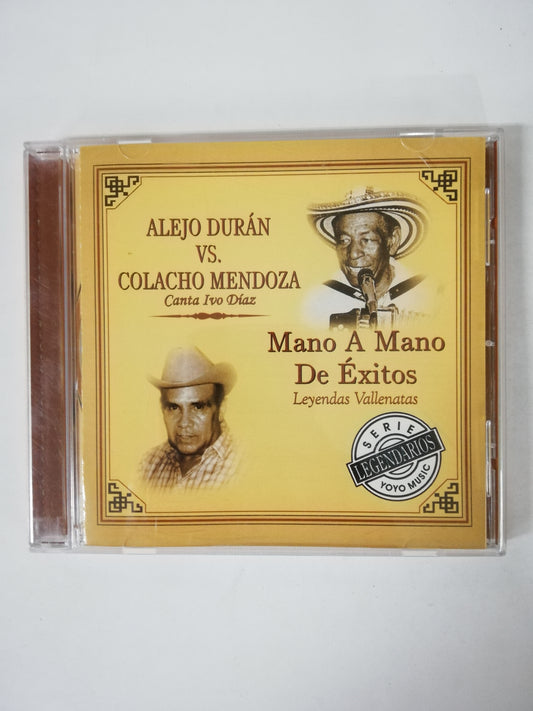 ALEJO DURÁN
VS.
COLACHO MENDOZA
Canta Ivo Díaz
Mano A Mano
De Éxitos
Leyendas Vallenatas
SERIE
LEGENDARIOS
YOYO MUSIC